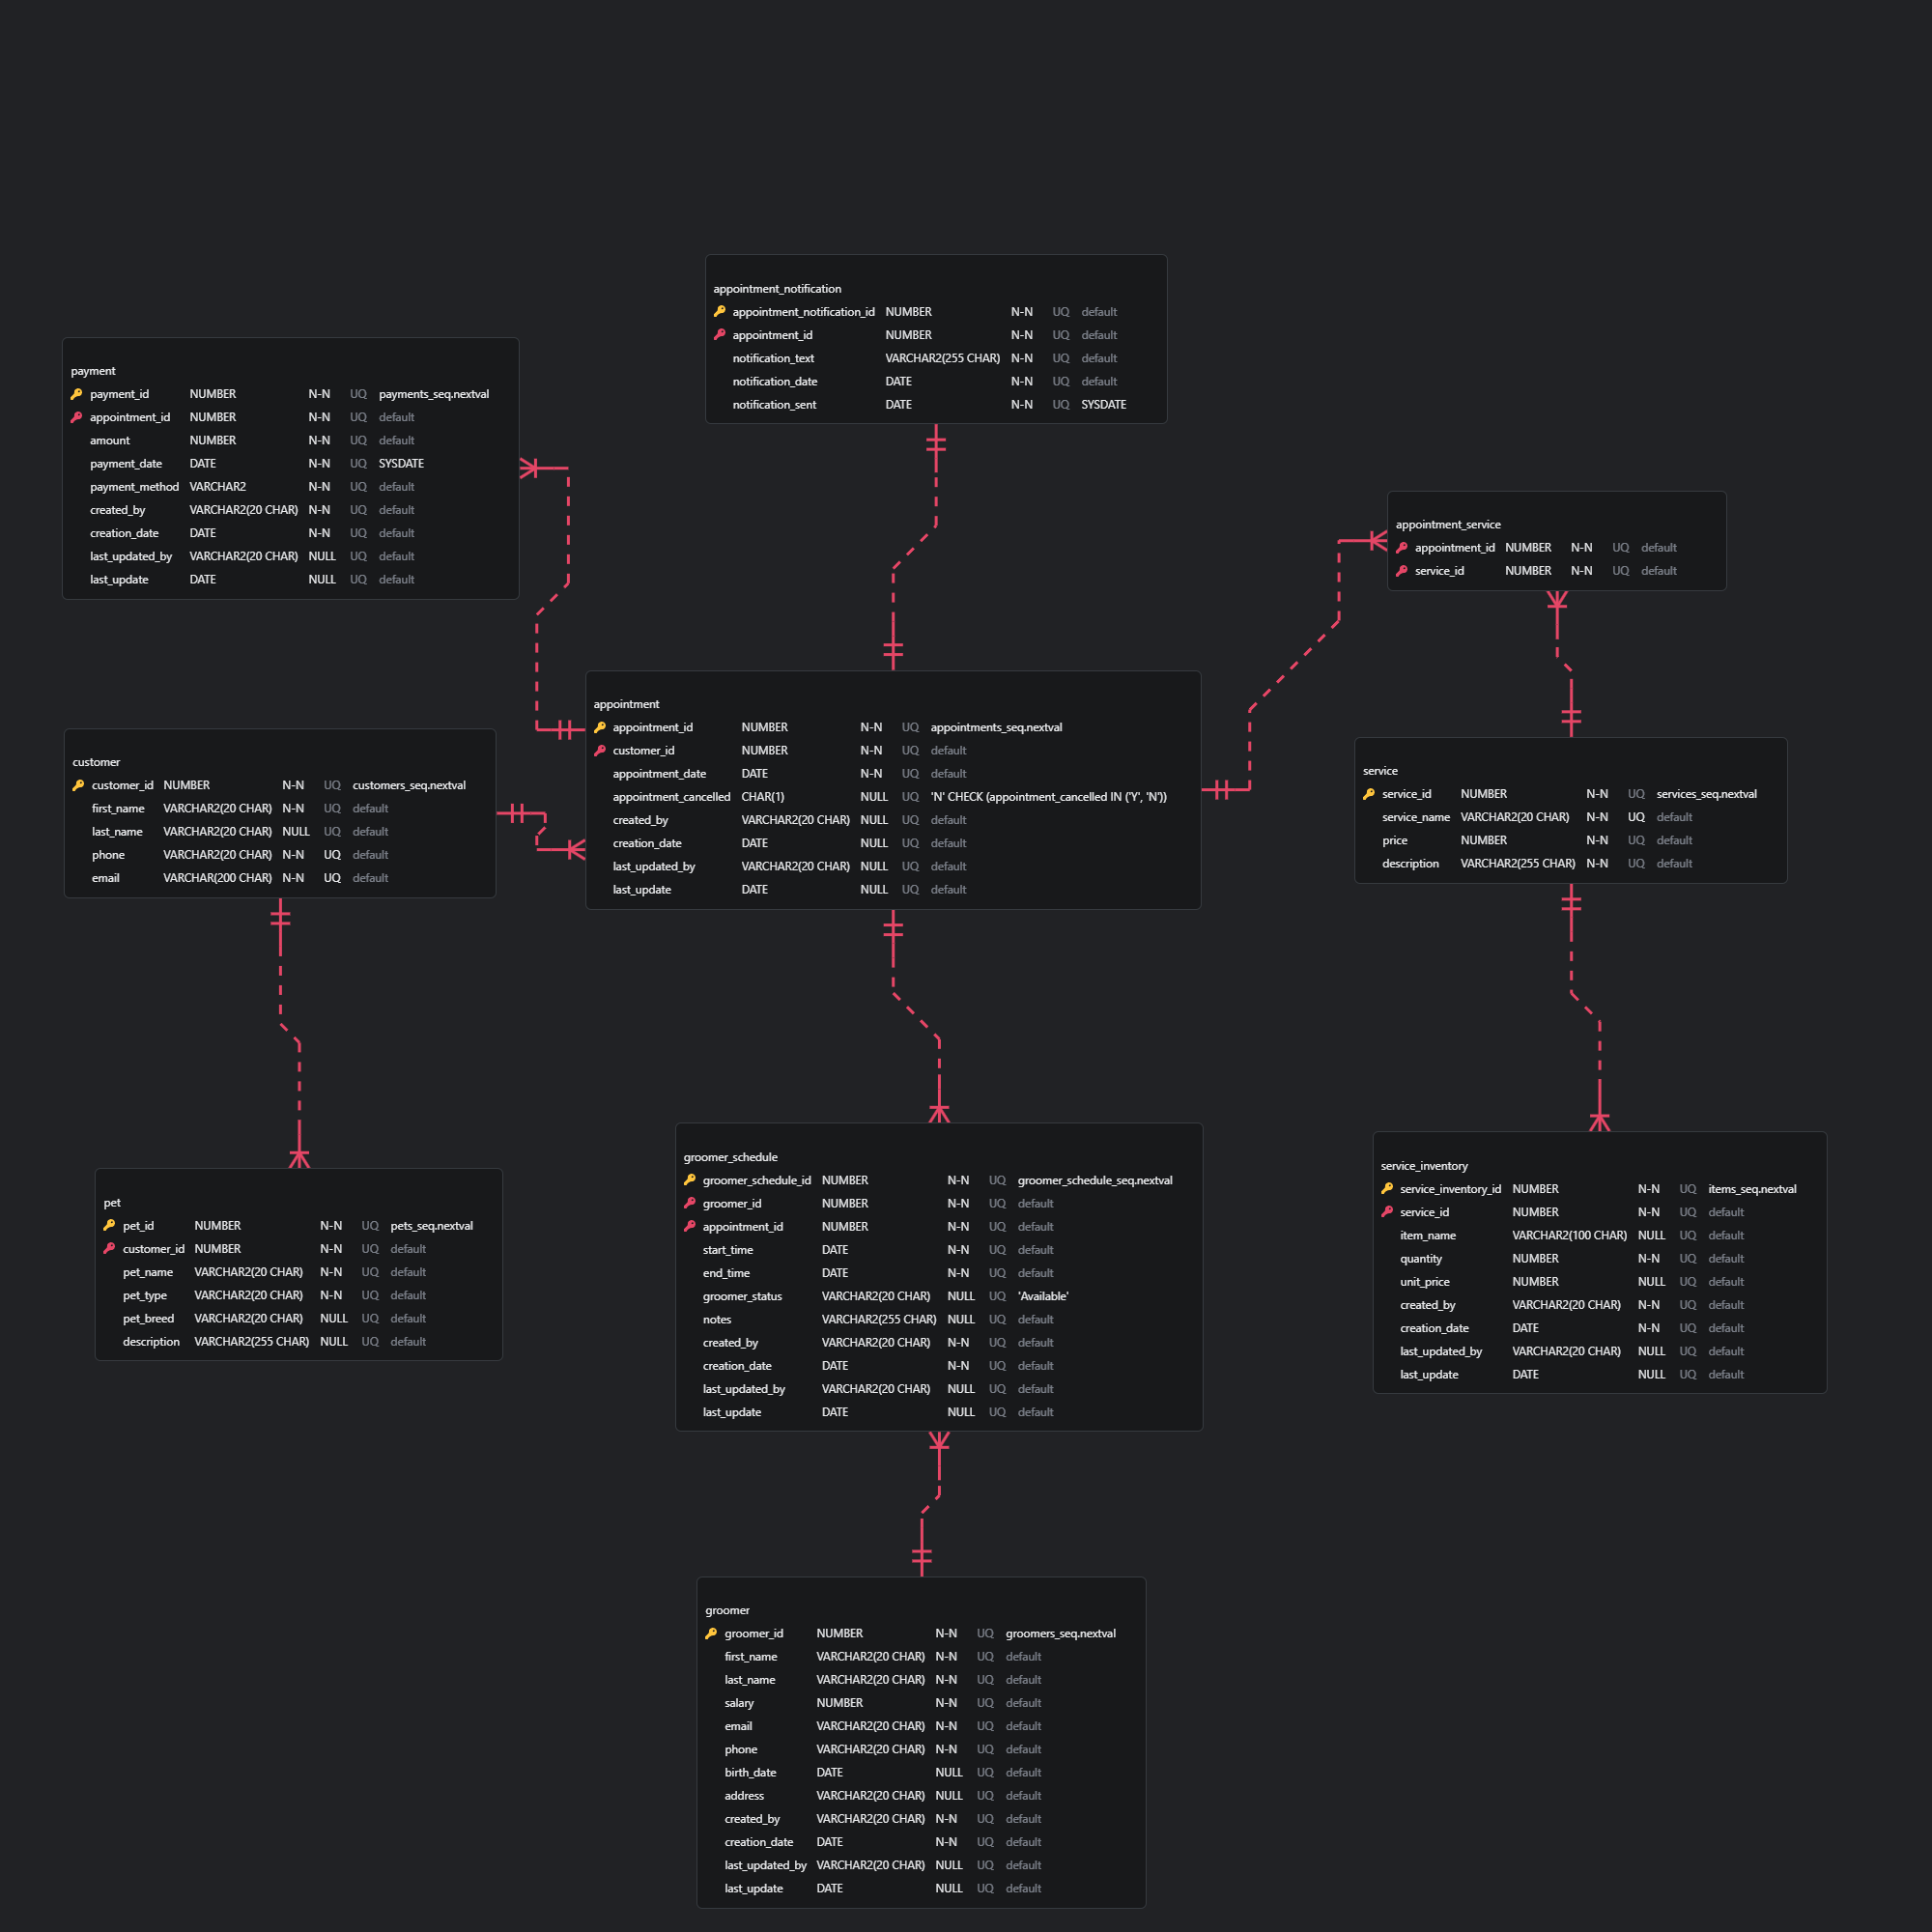 appointment_notification
appointment_notification_id NUMBER N-N UQ default
appointment_id NUMBER N-N UQ default
notification_text VARCHAR2(255 CHAR) N-N UQ default
notification_date DATE N-N UQ default
notification_sent DATE N-N UQ SYSDATE
payment
payment_id NUMBER N-N UQ payments_seq.nextval
appointment_id NUMBER N-N UQ default
amount NUMBER N-N UQ default
payment_date DATE N-N UQ SYSDATE
payment_method VARCHAR2 N-N UQ default
created_by VARCHAR2(20 CHAR) N-N UQ default
creation_date DATE N-N UQ default
last_updated_by VARCHAR2(20 CHAR) NULL UQ default
last_update DATE NULL UQ default
appointment_service
appointment_id NUMBER N-N UQ default
service_id NUMBER N-N UQ default
appointment
appointment_id NUMBER N-N UQ appointments_seq.nextval
customer_id NUMBER N-N UQ default
appointment_date DATE N-N UQ default
appointment_cancelled CHAR(1) NULL UQ 'N' CHECK (appointment_cancelled IN ('Y', 'N'))
created_by VARCHAR2(20 CHAR) NULL UQ default
creation_date DATE NULL UQ default
last_updated_by VARCHAR2(20 CHAR) NULL UQ default
last_update DATE NULL UQ default
customer
customer_id NUMBER N-N UQ customers_seq.nextval
first_name VARCHAR2(20 CHAR) N-N UQ default
last_name VARCHAR2(20 CHAR) NULL UQ default
phone VARCHAR2(20 CHAR) N-N UQ default
email VARCHAR(200 CHAR) N-N UQ default
service
service_id NUMBER N-N UQ services_seq.nextval
service_name VARCHAR2(20 CHAR) N-N UQ default
price NUMBER N-N UQ default
description VARCHAR2(255 CHAR) N-N UQ default
pet
pet_id NUMBER N-N UQ pets_seq.nextval
customer_id NUMBER N-N UQ default
pet_name VARCHAR2(20 CHAR) N-N UQ default
pet_type VARCHAR2(20 CHAR) N-N UQ default
pet_breed VARCHAR2(20 CHAR) NULL UQ default
description VARCHAR2(255 CHAR) NULL UQ default
groomer_schedule
groomer_schedule_id NUMBER N-N UQ groomer_schedule_seq.nextval
groomer_id NUMBER N-N UQ default
appointment_id NUMBER N-N UQ default
start_time DATE N-N UQ default
end_time DATE N-N UQ default
groomer_status VARCHAR2(20 CHAR) NULL UQ 'Available'
notes VARCHAR2(255 CHAR) NULL UQ default
created_by VARCHAR2(20 CHAR) N-N UQ default
creation_date DATE N-N UQ default
last_updated_by VARCHAR2(20 CHAR) NULL UQ default
last_update DATE NULL UQ default
service_inventory
service_inventory_id NUMBER N-N UQ items_seq.nextval
service_id NUMBER N-N UQ default
item_name VARCHAR2(100 CHAR) NULL UQ default
quantity NUMBER N-N UQ default
unit_price NUMBER NULL UQ default
created_by VARCHAR2(20 CHAR) N-N UQ default
creation_date DATE N-N UQ default
last_updated_by VARCHAR2(20 CHAR) NULL UQ default
last_update DATE NULL UQ default
groomer
groomer_id NUMBER N-N UQ groomers_seq.nextval
first_name VARCHAR2(20 CHAR) N-N UQ default
last_name VARCHAR2(20 CHAR) N-N UQ default
salary NUMBER N-N UQ default
email VARCHAR2(20 CHAR) N-N UQ default
phone VARCHAR2(20 CHAR) N-N UQ default
birth_date DATE NULL UQ default
address VARCHAR2(20 CHAR) NULL UQ default
created_by VARCHAR2(20 CHAR) N-N UQ default
creation_date DATE N-N UQ default
last_updated_by VARCHAR2(20 CHAR) NULL UQ default
last_update DATE NULL UQ default